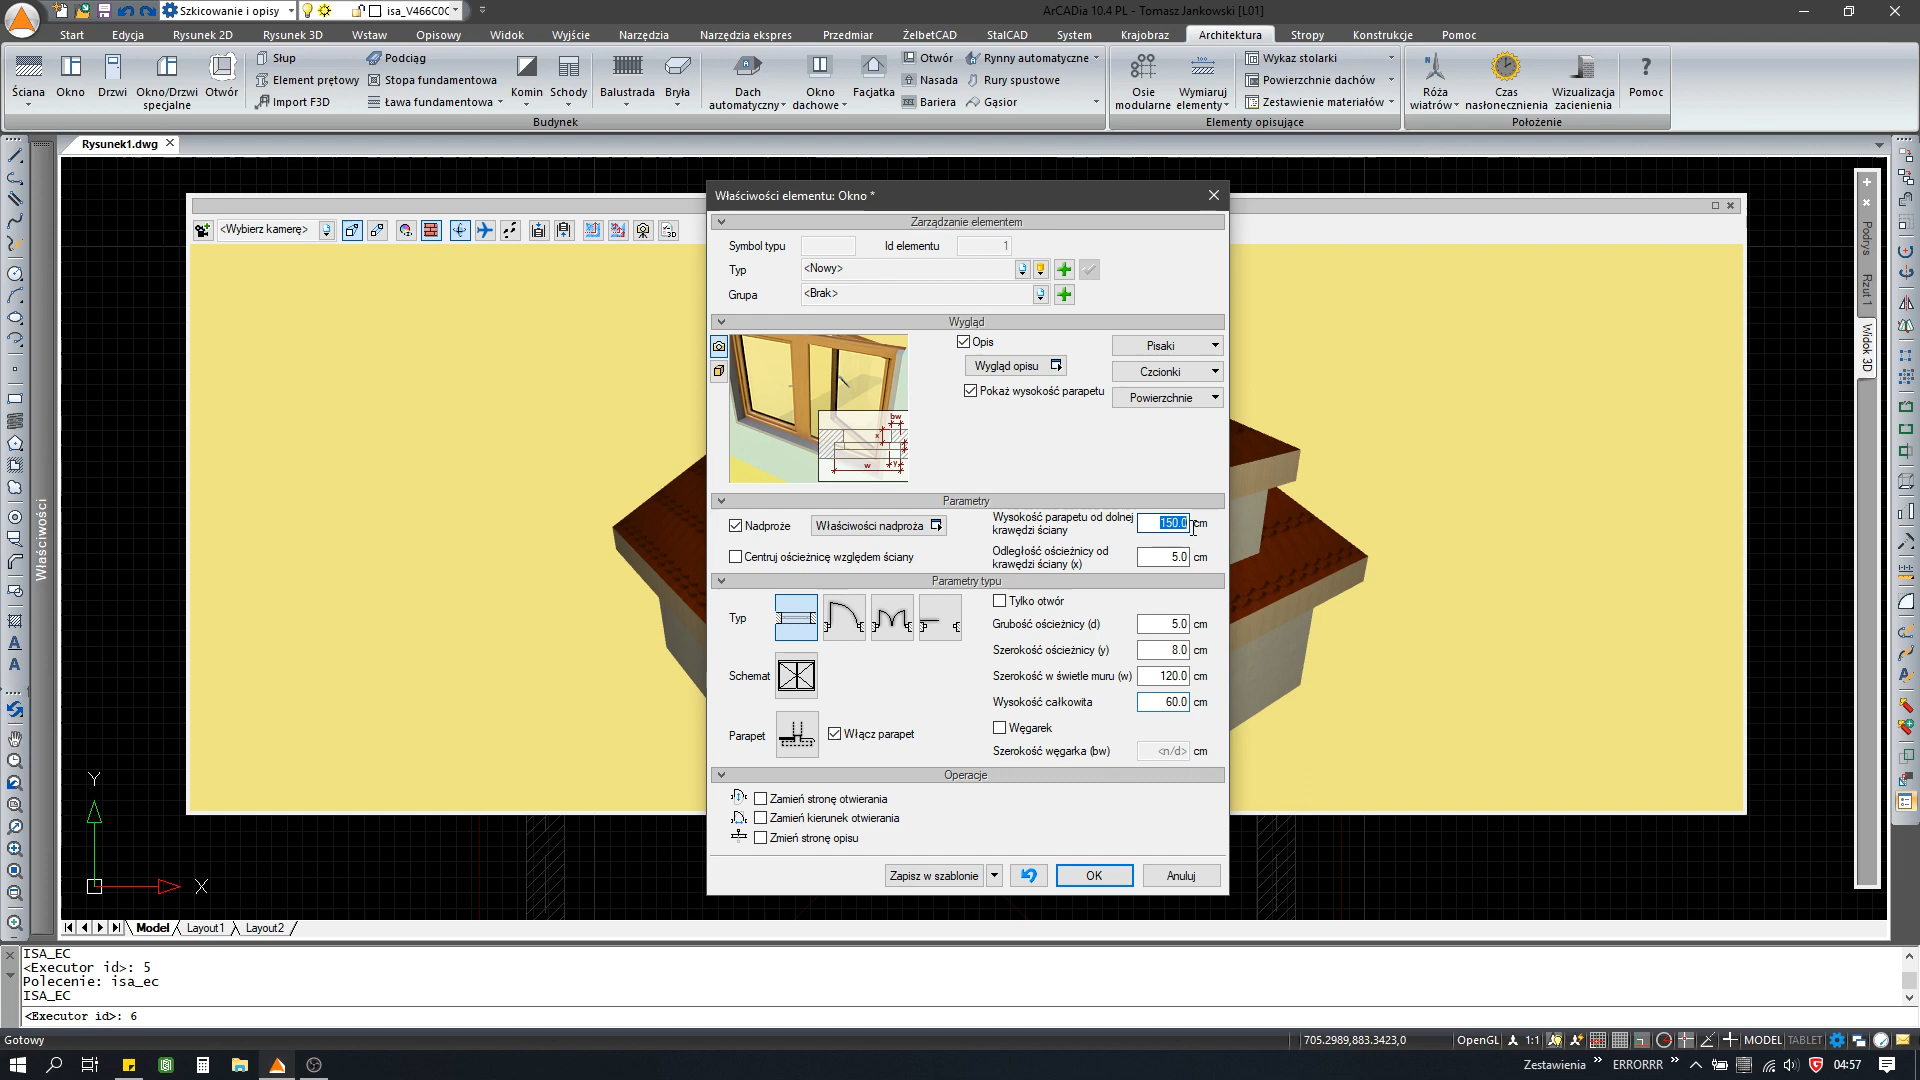 Szkicowanie i opisy
isa_V466C0C
ArCADia 10.4 PL - Tomasz Jankowski [L01]
Start
Edycja
Rysunek 2D
Rysunek 3D
Wstaw
Opisowy
Widok
Wyjście
Narzędzia
Narzędzia ekspres
Przedmiar
ŻelbetCAD
StalCAD
System
Krajobraz
Architektura
Stropy
Konstrukcje
Pomoc
Ściana
Okno
Drzwi
Okno/Drzwi
specjalne
Otwór
Słup
Element prętowy
Import F3D
Podciąg
Stopa fundamentowa
Ława fundamentowa
Komin
Schody
Balustrada
Bryła
Dach
automatyczny
Okno
dachowe
Facjatka
Otwór
Nasada
Bariera
Rynny automatyczne
Rury spustowe
Gąsior
Budynek
Osie
modularne
Wymiaruj
elementy
Wykaz stolarki
Powierzchnie dachów
Zestawienie materiałów
Elementy opisujące
Róża
wiatrów
Czas
nasłonecznienia
Wizualizacja
zacienienia
Pomoc
Położenie
Rysunek1.dwg
Właściwości
<Wybierz kamerę>
Podrys
Rzut 1
Widok 3D
Właściwości elementu: Okno *
Zarządzanie elementem
Symbol typu
Id elementu
1
Typ
<Nowy>
Grupa
<Brak>
Wygląd
Opis
Wygląd opisu
Pokaż wysokość parapetu
Pisaki
Czcionki
Powierzchnie
bw
x
w
y
Parametry
Nadproże
Właściwości nadproża
Wysokość parapetu od dolnej
krawędzi ściany
150.0 cm
Centruj ościeżnicę względem ściany
Odległość ościeżnicy od
krawędzi ściany (x)
5.0 cm
Parametry typu
Typ
Tylko otwór
Grubość ościeżnicy (d)
5.0 cm
Szerokość ościeżnicy (y)
8.0 cm
Schemat
Szerokość w świetle muru (w)
120.0 cm
Wysokość całkowita
60.0 cm
Parapet
Włącz parapet
Węgarek
Szerokość węgarka (bw)
<n/d> cm
Operacje
Zamień stronę otwierania
Zamień kierunek otwierania
Zmień stronę opisu
Zapisz w szablonie
OK
Anuluj
Y
X
Model
Layout1
Layout2
ISA_EC
<Executor id>: 5
Polecenie: isa_ec
ISA_EC
<Executor id>: 6
Gotowy
705.2989,883.3423,0
OpenGL
1:1
MODEL
TABLET
Zestawienia
ERRORRR
04:57